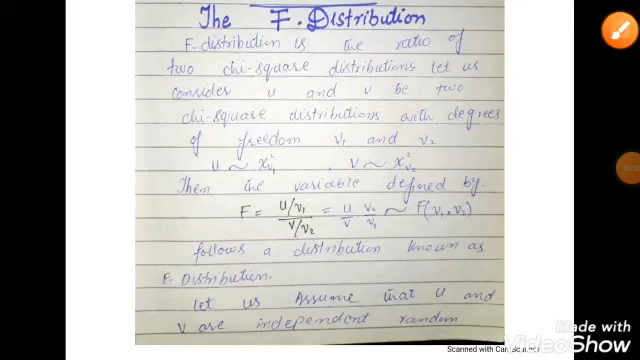 The F-Distribution
F-distribution is the ratio of
two chi-square distributions let us
considers u and v be two
chi-square distributions with degrees
of freedom v₁ and v₂
u ~ χ²v₁ , v ~ χ²v₂
Then the variable defined by.
F = (u/v₁)/(v/v₂) = u/v v₂/v₁ ~ F(v₁, v₂)
follows a distribution known as
F-Distribution.
Let us Assume that u and
v are independent random
Scanned with CamScanner
Made with
VideoShow